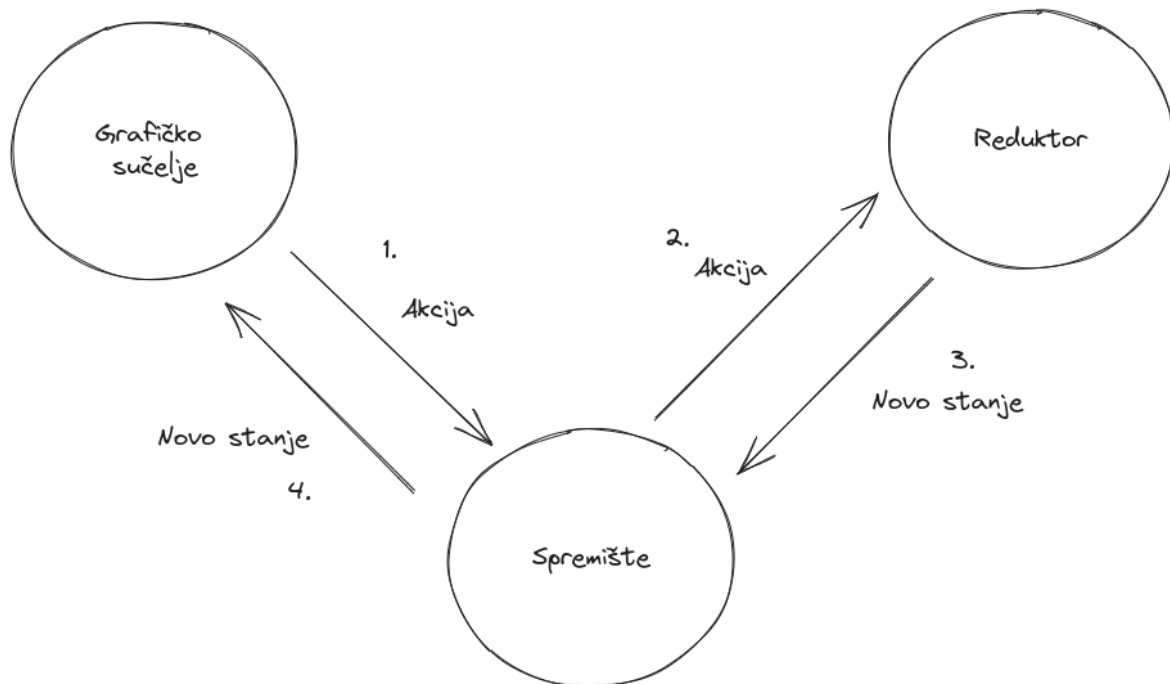 Grafičko
sučelje
Reduktor
1.
Akcija
2.
Akcija
3.
Novo stanje
Novo stanje
4.
Spremište